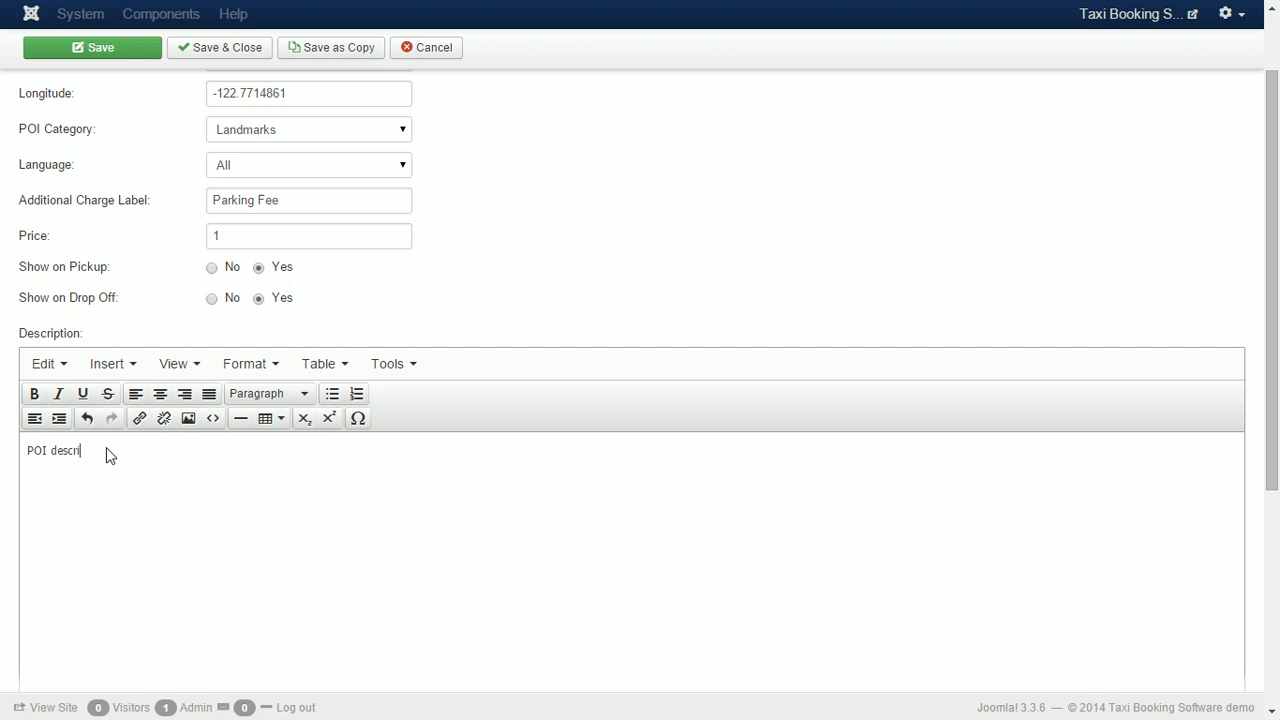 System Components Help Taxi Booking S...
Save Save & Close Save as Copy Cancel
Longitude: -122.7714861
POI Category: Landmarks
Language: All
Additional Charge Label: Parking Fee
Price: 1
Show on Pickup: No Yes
Show on Drop Off: No Yes
Description:
Edit Insert View Format Table Tools
B I U S Paragraph
Ω
POI descri
View Site 0 Visitors 1 Admin 0 Log out Joomla! 3.3.6 — © 2014 Taxi Booking Software demo